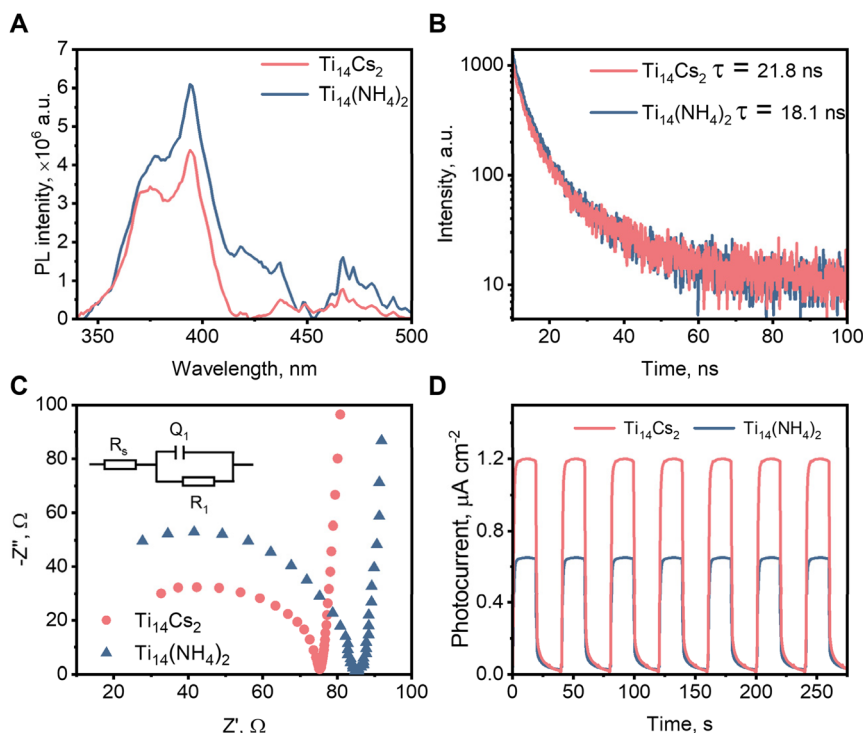 A
7
6
5
4
3
2
1
0
PL intenity, ×10⁶ a.u.
Ti₁₄Cs₂
Ti₁₄(NH₄)₂
350 400 450 500
Wavelength, nm
B
1000
100
10
Intensity, a.u.
Ti₁₄Cs₂ τ = 21.8 ns
Ti₁₄(NH₄)₂ τ = 18.1 ns
20 40 60 80 100
Time, ns
C
100
80
60
40
20
0
-Z", Ω
Rₛ
Q₁
R₁
Ti₁₄Cs₂
Ti₁₄(NH₄)₂
20 40 60 80 100
Z', Ω
D
1.2
0.6
0.0
Photocurrent, μA cm⁻²
Ti₁₄Cs₂ Ti₁₄(NH₄)₂
0 50 100 150 200 250
Time, s